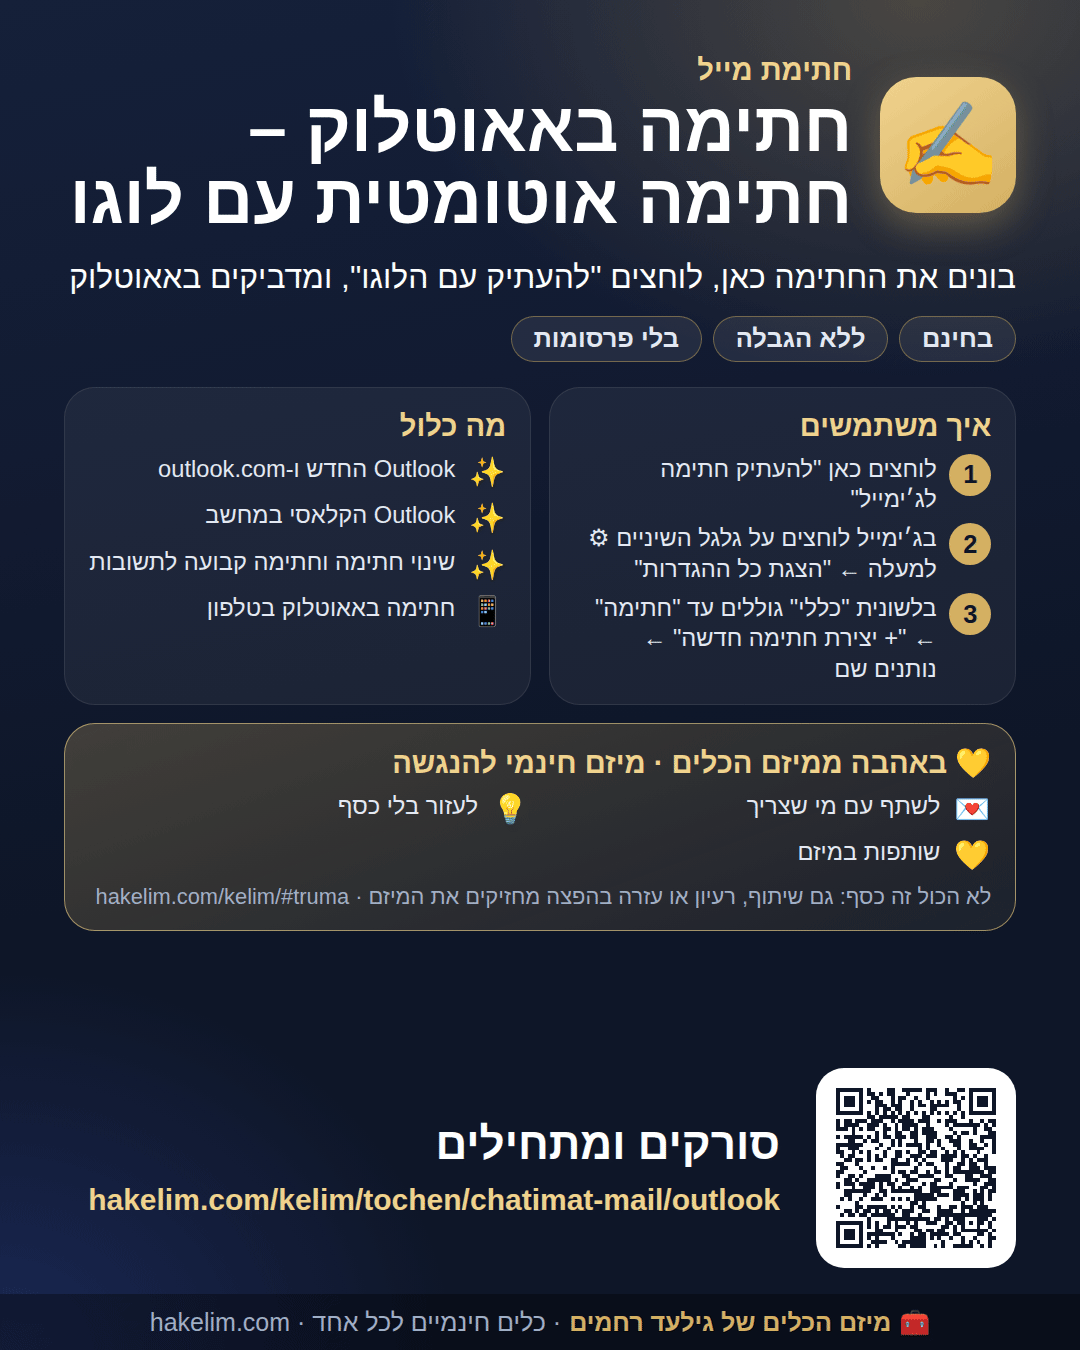 חתימת מייל
חתימה באאוטלוק –
חתימה אוטומטית עם לוגו
בונים את החתימה כאן, לוחצים "להעתיק עם הלוגו", ומדביקים באאוטלוק
בחינם
ללא הגבלה
בלי פרסומות
איך משתמשים
1 לוחצים כאן "להעתיק חתימה
לג׳ימייל"
2 בג׳ימייל לוחצים על גלגל השיניים ⚙
למעלה ← "הצגת כל ההגדרות"
3 בלשונית "כללי" גוללים עד "חתימה"
← "+ יצירת חתימה חדשה" ←
נותנים שם
מה כלול
✨ Outlook החדש ו-outlook.com
✨ Outlook הקלאסי במחשב
✨ שינוי חתימה וחתימה קבועה לתשובות
📱 חתימה באאוטלוק בטלפון
💛 באהבה ממיזם הכלים · מיזם חינמי להנגשה
💌 לשתף עם מי שצריך
💡 לעזור בלי כסף
💛 שותפות במיזם
לא הכול זה כסף: גם שיתוף, רעיון או עזרה בהפצה מחזיקים את המיזם · hakelim.com/kelim/#truma
סורקים ומתחילים
hakelim.com/kelim/tochen/chatimat-mail/outlook
🧰 מיזם הכלים של גילעד רחמים · כלים חינמיים לכל אחד · hakelim.com